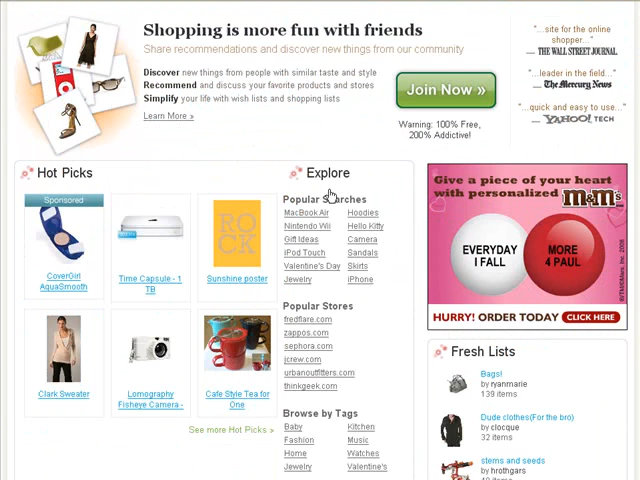 Shopping is more fun with friends
Share recommendations and discover new things from our community
Discover new things from people with similar taste and style
Recommend and discuss your favorite products and stores
Simplify your life with wish lists and shopping lists
Learn More »
Join Now »
Warning: 100% Free,
200% Addictive!
"...site for the online
shopper..."
— THE WALL STREET JOURNAL
"...leader in the field..."
— The Mercury News
"...quick and easy to use..."
— YAHOO! TECH
Hot Picks
Sponsored
CoverGirl
AquaSmooth
Time Capsule - 1
TB
ROCK
Sunshine poster
Clark Sweater
Lomography
Fisheye Camera -
Cafe Style Tea for
One
See more Hot Picks >
Explore
Popular Searches
MacBook Air
Hoodies
Nintendo Wii
Hello Kitty
Gift Ideas
Camera
iPod Touch
Sandals
Valentine's Day
Skirts
Jewelry
iPhone
Popular Stores
fredflare.com
zappos.com
sephora.com
jcrew.com
urbanoutfitters.com
thinkgeek.com
Browse by Tags
Baby
Kitchen
Fashion
Music
Home
Watches
Jewelry
Valentine's
Give a piece of your heart
with personalized m&m's
EVERYDAY
I FALL
MORE
4 PAUL
HURRY! ORDER TODAY CLICK HERE
®/TM/©Mars, Inc. 2008
Fresh Lists
Bags!
by ryanmarie
139 items
Dude clothes(For the bro)
by clocque
32 items
stems and seeds
by hrothgars